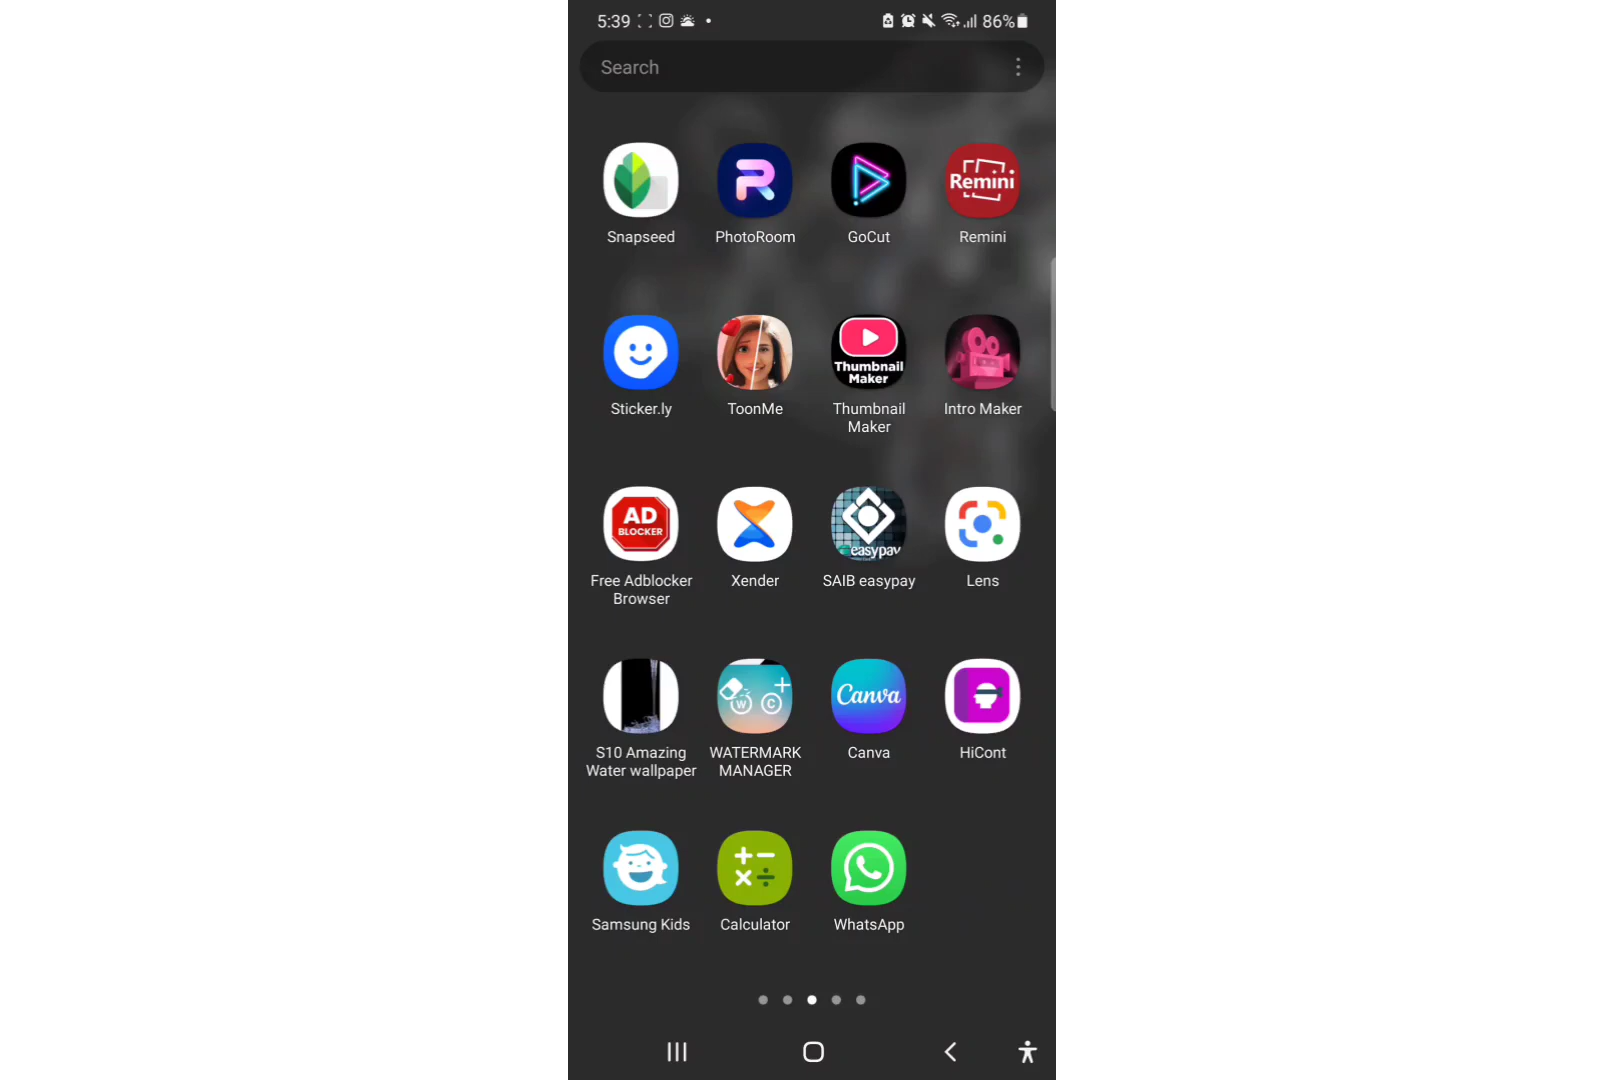 5:39 86%
Search
Remini
Snapseed PhotoRoom GoCut Remini
Thumbnail
Maker
Sticker.ly ToonMe Thumbnail Intro Maker
Maker
AD
BLOCKER
easypay
Free Adblocker Xender SAIB easypay Lens
Browser
W C Canva
S10 Amazing WATERMARK Canva HiCont
Water wallpaper MANAGER
Samsung Kids Calculator WhatsApp